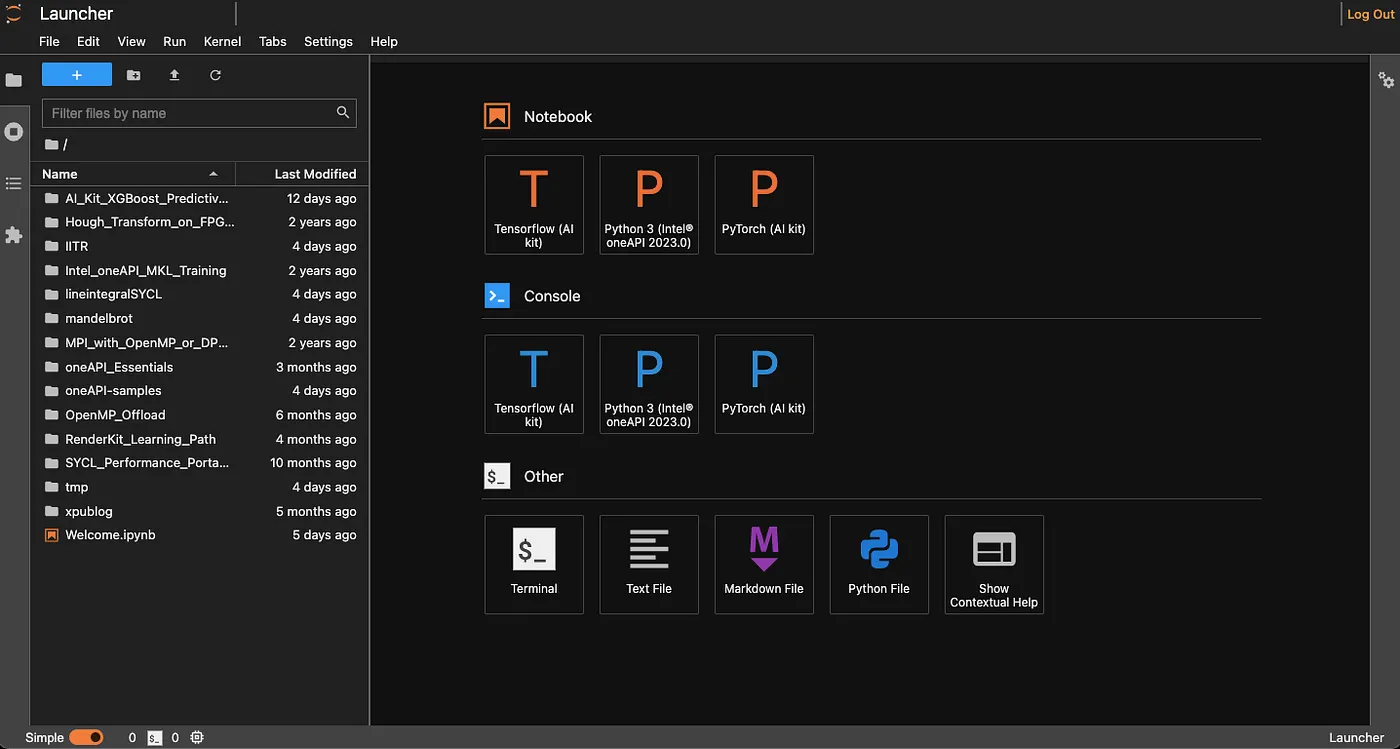 Launcher
Log Out
File Edit View Run Kernel Tabs Settings Help
+
Filter files by name
/
Name Last Modified
AI_Kit_XGBoost_Predictiv... 12 days ago
Hough_Transform_on_FPG... 2 years ago
IITR 4 days ago
Intel_oneAPI_MKL_Training 2 years ago
lineintegralSYCL 4 days ago
mandelbrot 4 days ago
MPI_with_OpenMP_or_DP... 2 years ago
oneAPI_Essentials 3 months ago
oneAPI-samples 4 days ago
OpenMP_Offload 6 months ago
RenderKit_Learning_Path 4 months ago
SYCL_Performance_Porta... 10 months ago
tmp 4 days ago
xpublog 5 months ago
Welcome.ipynb 5 days ago
Notebook
T P P
Tensorflow (AI kit)
Python 3 (Intel® oneAPI 2023.0)
PyTorch (AI kit)
>_ Console
T P P
Tensorflow (AI kit)
Python 3 (Intel® oneAPI 2023.0)
PyTorch (AI kit)
$_ Other
$_ M
Terminal
Text File
Markdown File
Python File
Show Contextual Help
Simple 0 $_ 0
Launcher